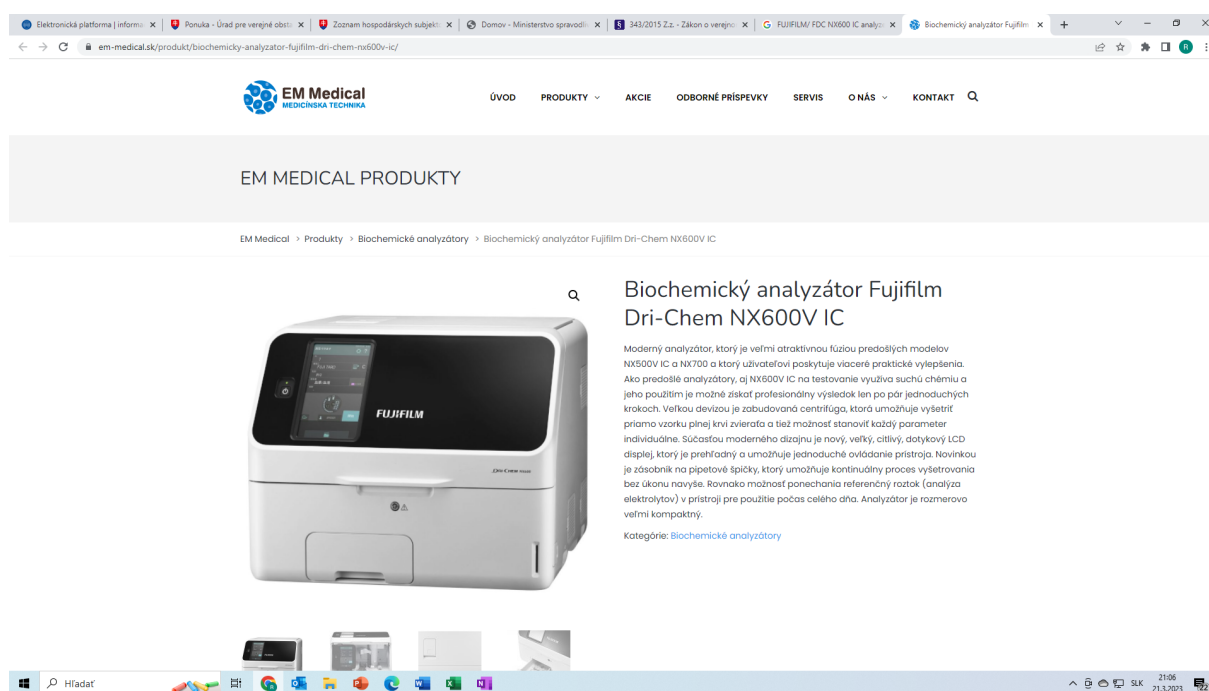 Elektronická platforma | informa
Ponuka - Úrad pre verejné obsta
Zoznam hospodárskych subjekt
Domov - Ministerstvo spravodli
343/2015 Z.z. - Zákon o verejno
FUJIFILM/ FDC NX600 IC analyz
Biochemický analyzátor Fujifilm
em-medical.sk/produkt/biochemicky-analyzator-fujifilm-dri-chem-nx600v-ic/
EM Medical
MEDICÍNSKA TECHNIKA
ÚVOD PRODUKTY AKCIE ODBORNÉ PRÍSPEVKY SERVIS O NÁS KONTAKT
EM MEDICAL PRODUKTY
EM Medical > Produkty > Biochemické analyzátory > Biochemický analyzátor Fujifilm Dri-Chem NX600V IC
FUJIFILM
Biochemický analyzátor Fujifilm
Dri-Chem NX600V IC
Moderný analyzátor, ktorý je veľmi atraktívnou fúziou predošlých modelov
NX500V IC a NX700 a ktorý užívateľovi poskytuje viaceré praktické vylepšenia.
Ako predošlé analyzátory, aj NX600V IC na testovanie využíva suchú chémiu a
jeho použitím je možné získať profesionálny výsledok len po pár jednoduchých
krokoch. Veľkou devízou je zabudovaná centrifúga, ktorá umožňuje vyšetriť
priamo vzorku plnej krvi zvieraťa a tiež možnosť stanoviť každý parameter
individuálne. Súčasťou moderného dizajnu je nový, veľký, citlivý, dotykový LCD
displej, ktorý je prehľadný a umožňuje jednoduché ovládanie prístroja. Novinkou
je zásobník na pipetové špičky, ktorý umožňuje kontinuálny proces vyšetrovania
bez úkonu navyše. Rovnako možnosť ponechania referenčný roztok (analýza
elektrolytov) v prístroji pre použitie počas celého dňa. Analyzátor je rozmerovo
veľmi kompaktný.
Kategórie: Biochemické analyzátory
Hľadať
SLK
21:06
21.3.2023
22